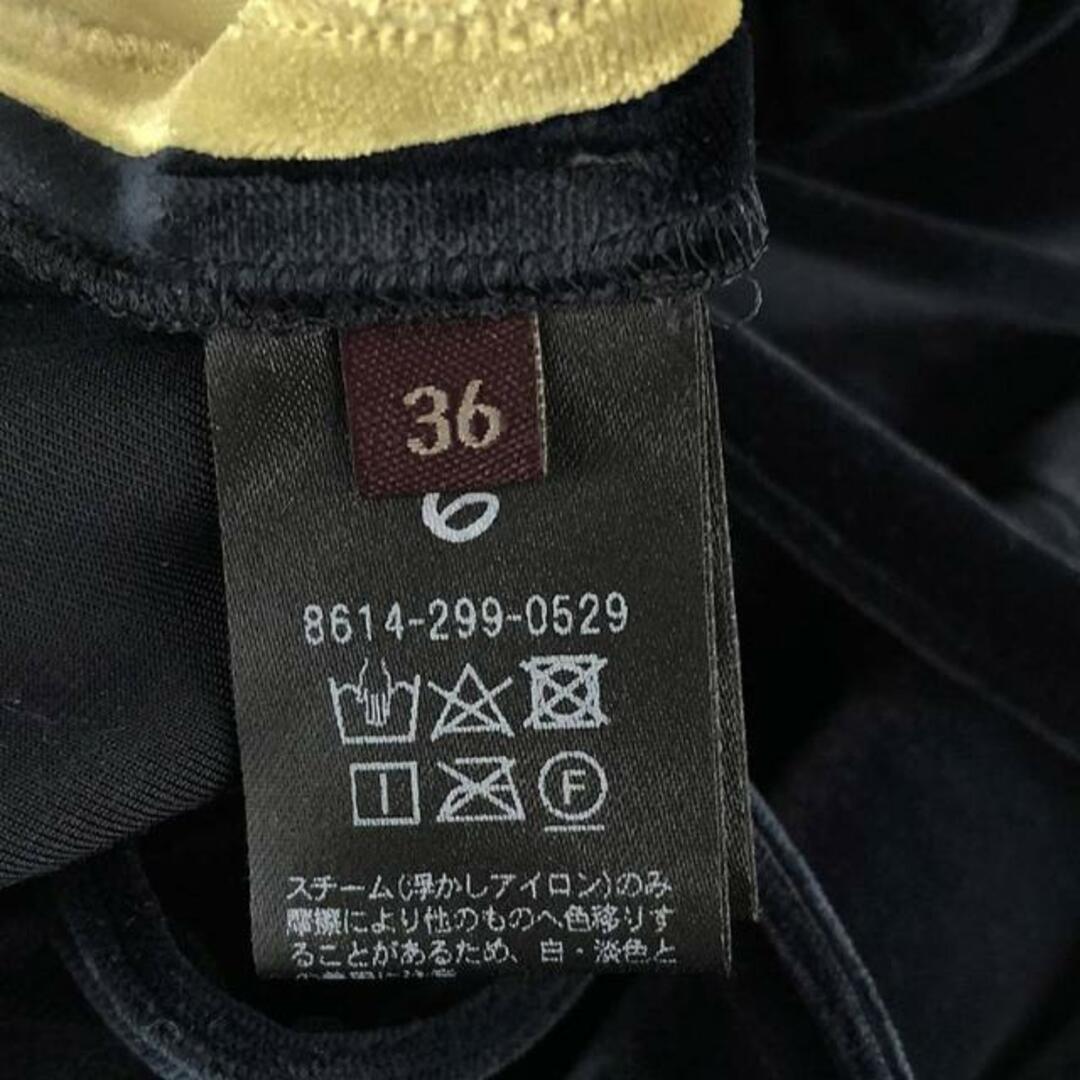 36
6
8614-299-0529
F
スチーム(浮かしアイロン)のみ
摩擦により他のものへ色移りす
ることがあるため、白・淡色と